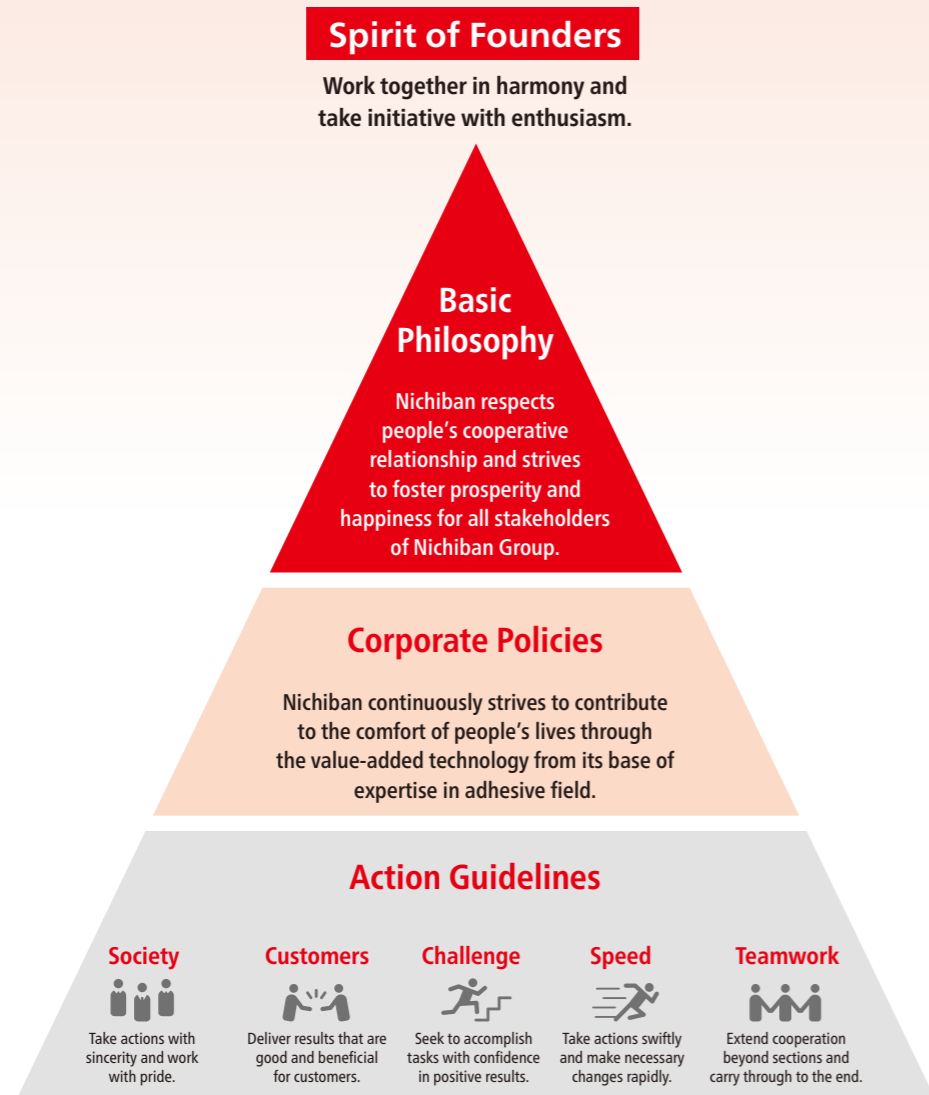 Spirit of Founders
Work together in harmony and
take initiative with enthusiasm.
Basic
Philosophy
Nichiban respects
people’s cooperative
relationship and strives
to foster prosperity and
happiness for all stakeholders
of Nichiban Group.
Corporate Policies
Nichiban continuously strives to contribute
to the comfort of people’s lives through
the value-added technology from its base of
expertise in adhesive field.
Action Guidelines
Society
Take actions with
sincerity and work
with pride.
Customers
Deliver results that are
good and beneficial
for customers.
Challenge
Seek to accomplish
tasks with confidence
in positive results.
Speed
Take actions swiftly
and make necessary
changes rapidly.
Teamwork
Extend cooperation
beyond sections and
carry through to the end.